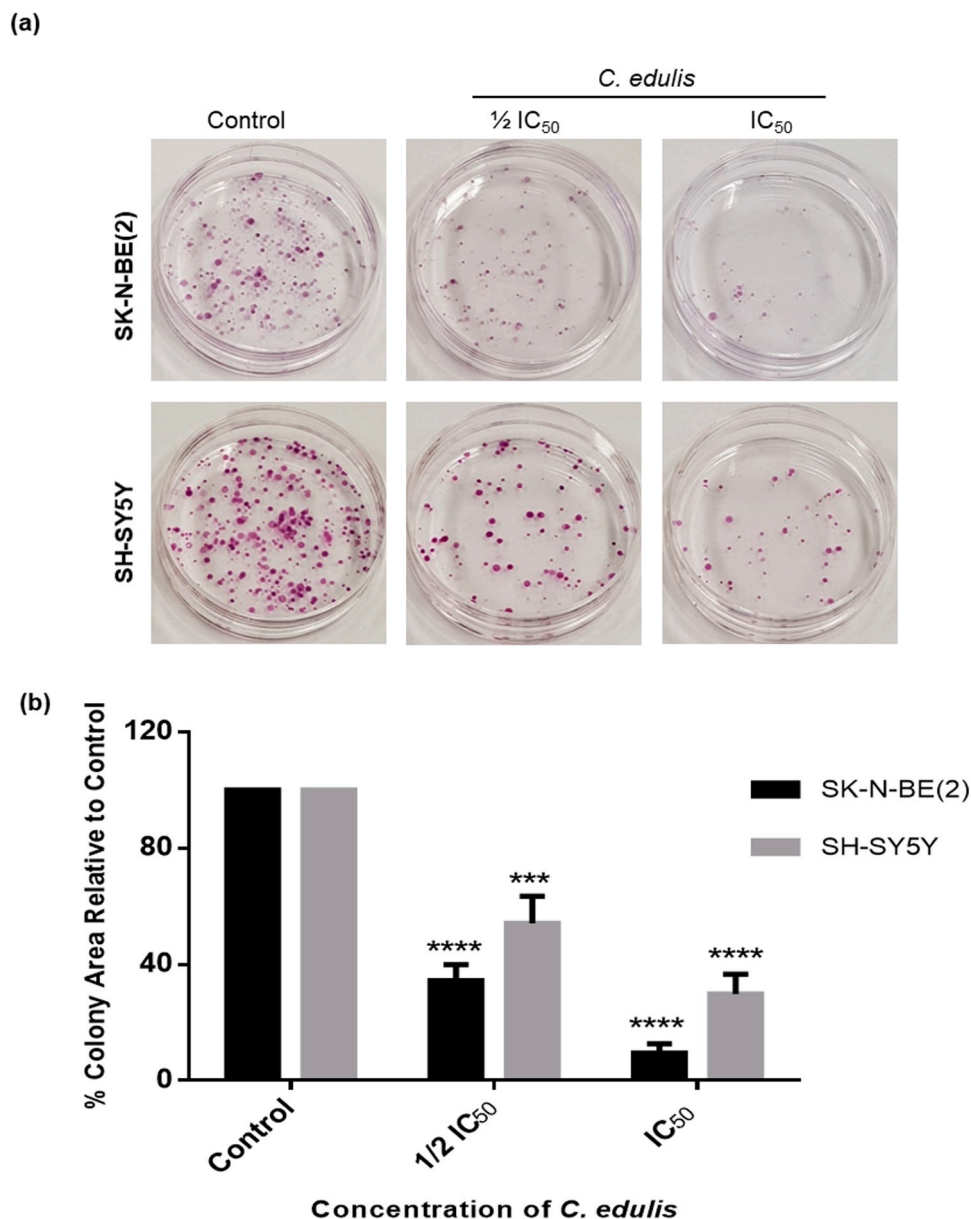 (a)
C. edulis
Control
½ IC50
IC50
SK-N-BE(2)
SH-SY5Y
(b)
% Colony Area Relative to Control
120
80
40
0
SK-N-BE(2)
SH-SY5Y
****
***
****
****
Control
1/2 IC50
IC50
Concentration of C. edulis